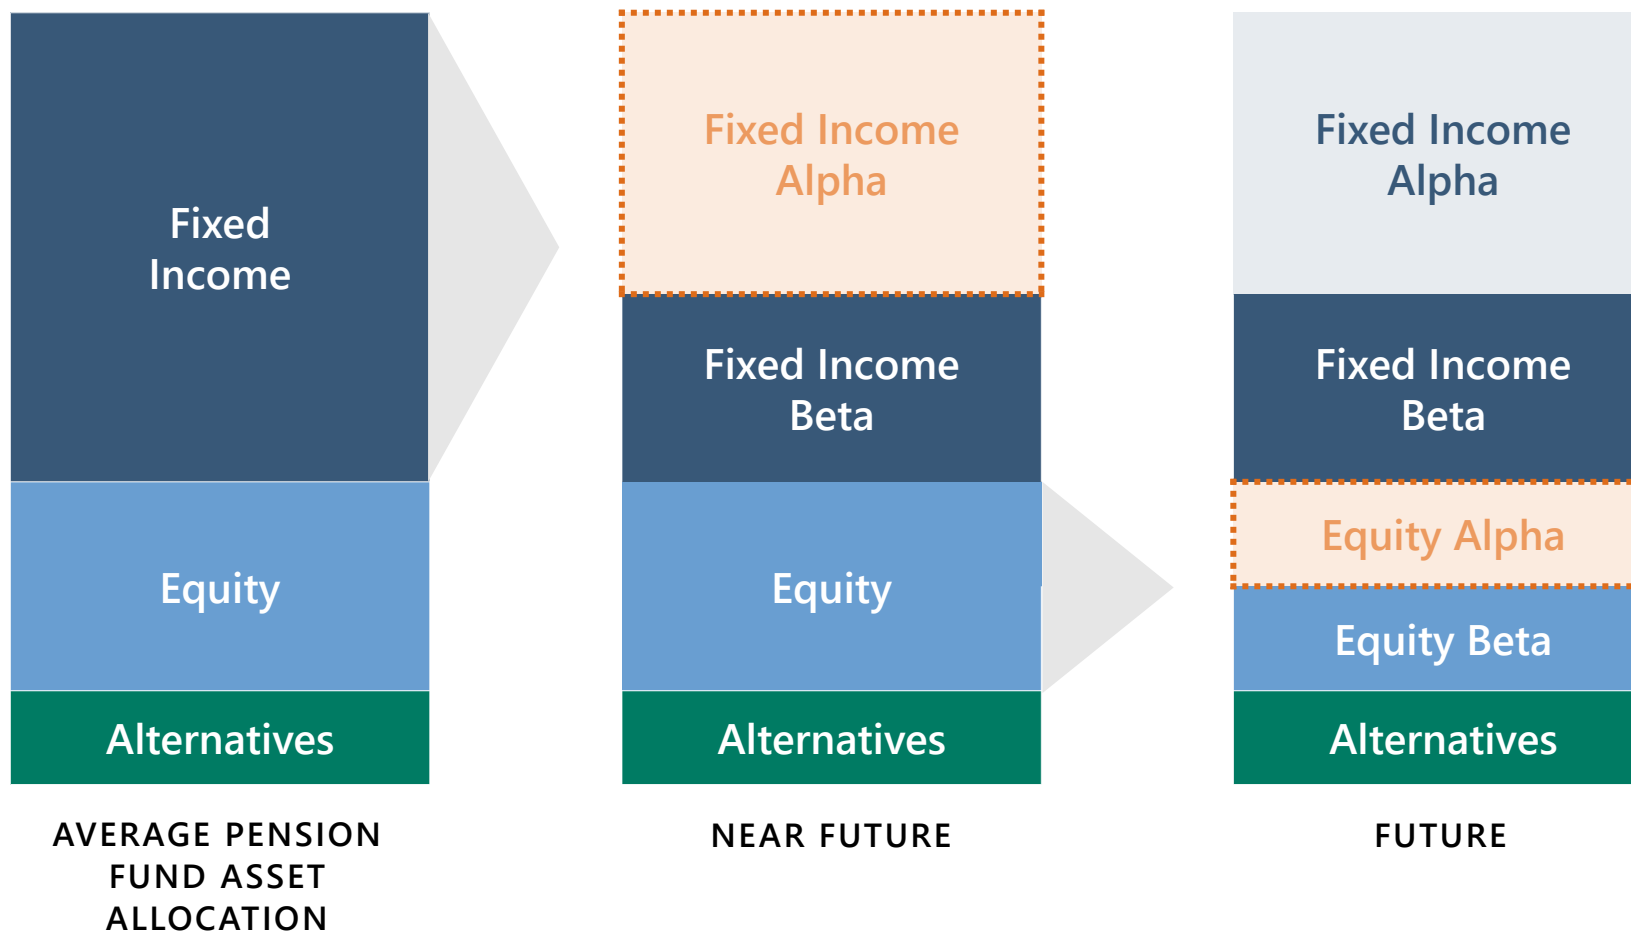 Fixed
Income
Equity
Alternatives
AVERAGE PENSION
FUND ASSET
ALLOCATION
Fixed Income
Alpha
Fixed Income
Beta
Equity
Alternatives
NEAR FUTURE
Fixed Income
Alpha
Fixed Income
Beta
Equity Alpha
Equity Beta
Alternatives
FUTURE